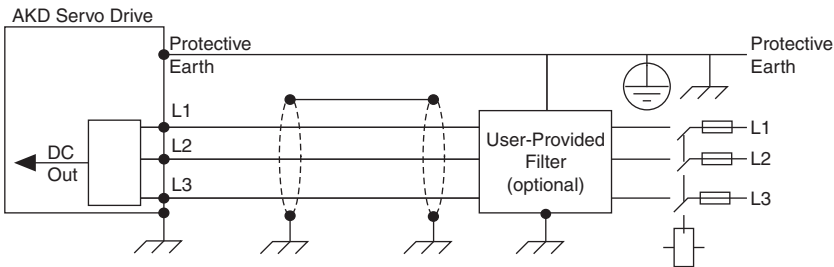 AKD Servo Drive
Protective
Earth
Protective
Earth
L1
L2
L3
DC
Out
User-Provided
Filter
(optional)
L1
L2
L3